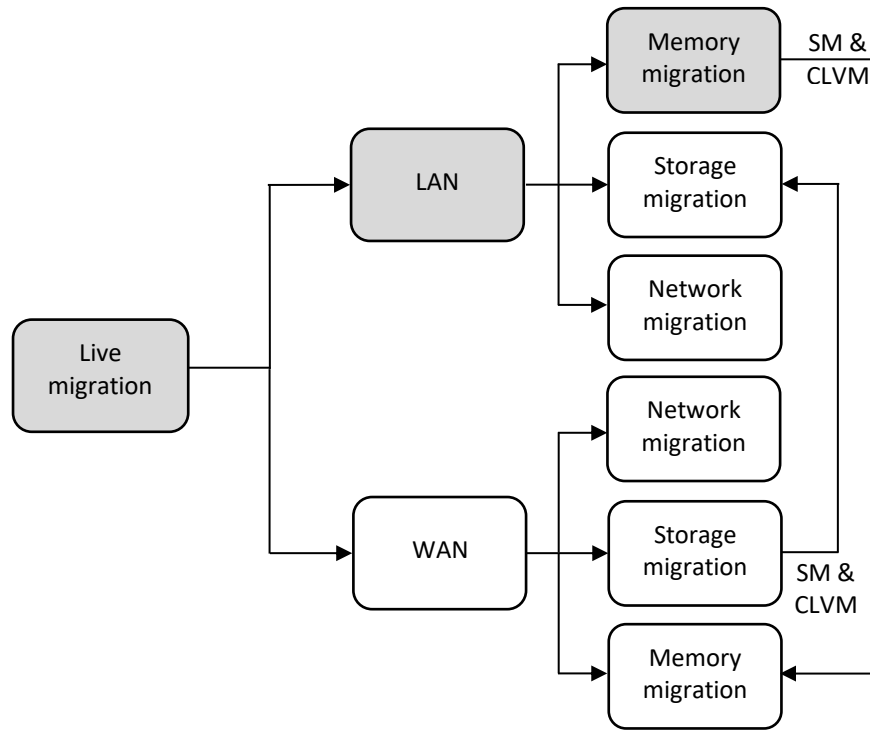 Memory
migration
SM &
CLVM
LAN
Storage
migration
Network
migration
Live
migration
Network
migration
WAN
Storage
migration
SM &
CLVM
Memory
migration